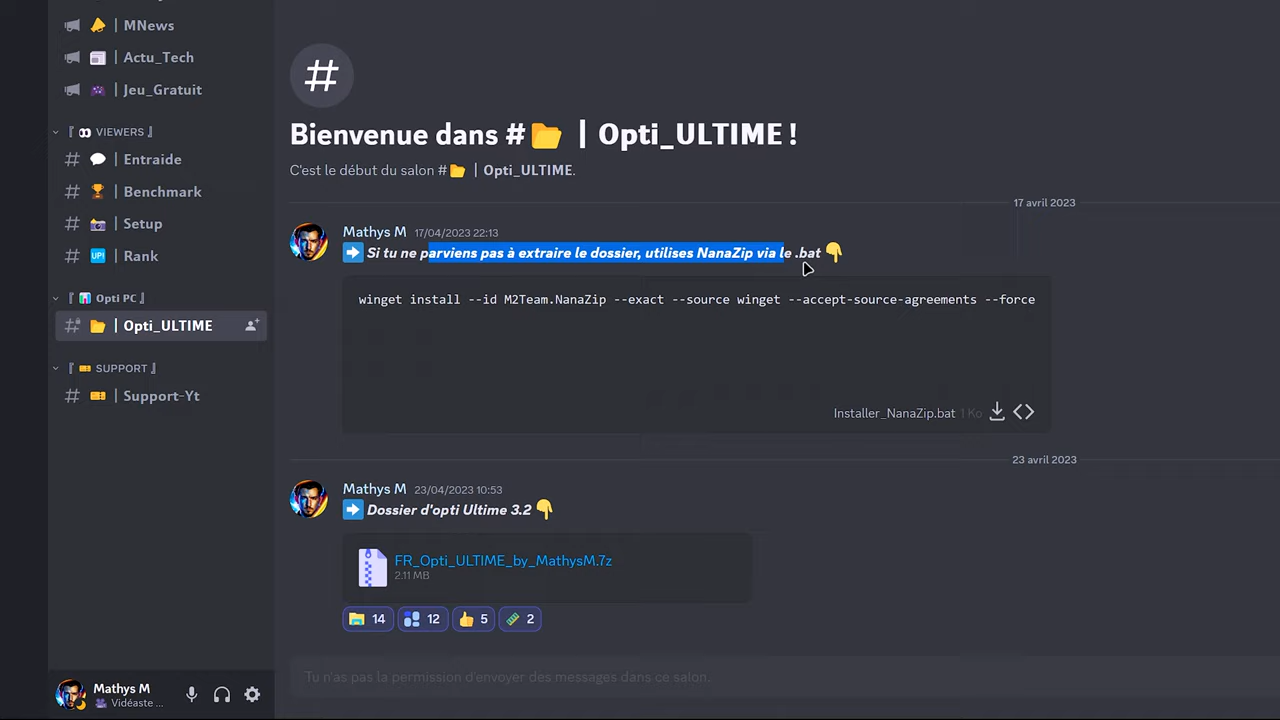 MNews
| Actu_Tech
| Jeu_Gratuit
『 👀 VIEWERS 』
# | Entraide
# | Benchmark
# | Setup
# UP! | Rank
『 Opti PC 』
# | Opti_ULTIME
『 SUPPORT 』
# | Support-Yt
Mathys M
Vidéaste ...
#
Bienvenue dans # | Opti_ULTIME !
C'est le début du salon # | Opti_ULTIME.
17 avril 2023
Mathys M 17/04/2023 22:13
➡ Si tu ne parviens pas à extraire le dossier, utilises NanaZip via le .bat 👇
winget install --id M2Team.NanaZip --exact --source winget --accept-source-agreements --force
Installer_NanaZip.bat 1 Ko
23 avril 2023
Mathys M 23/04/2023 10:53
➡ Dossier d'opti Ultime 3.2 👇
FR_Opti_ULTIME_by_MathysM.7z
2.11 MB
14 12 5 2
Tu n'as pas la permission d'envoyer des messages dans ce salon.